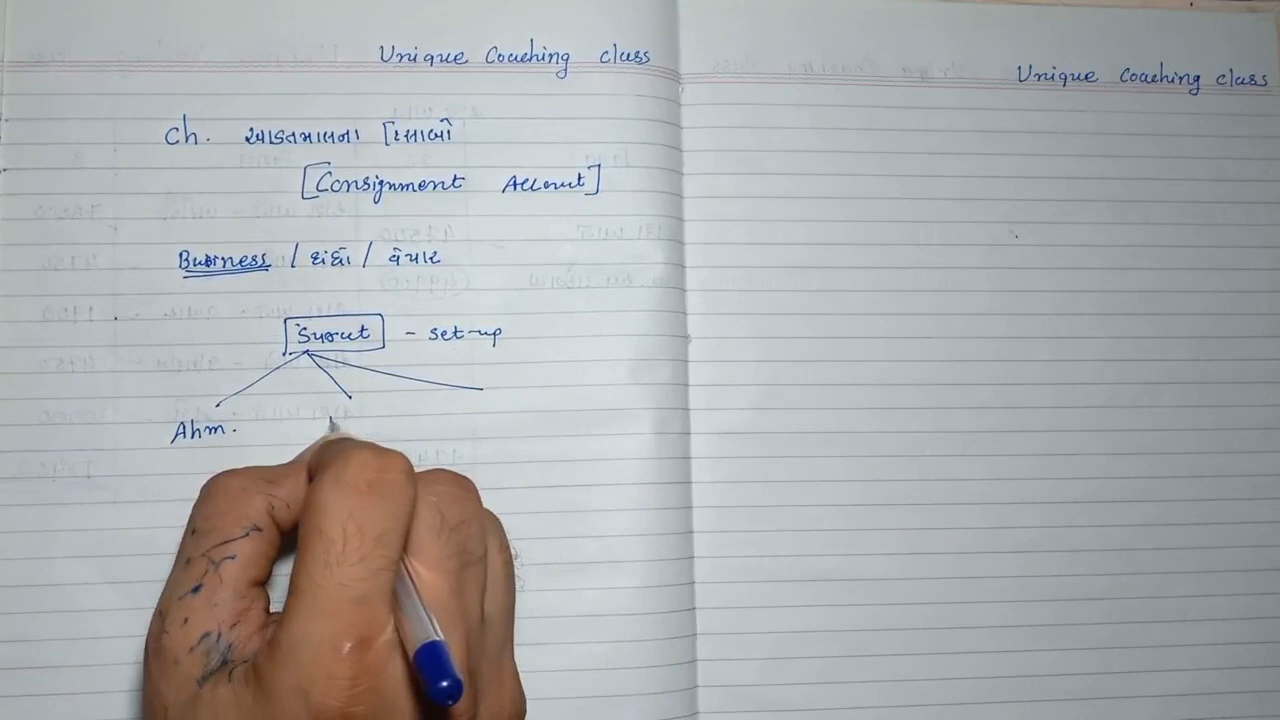 Unique Coaching class
Ch. આડતમાલના હિસાબો
[Consignment Account]
Business / ધંધો / વેપાર
Surat - set-up
Ahm.
Unique Coaching class